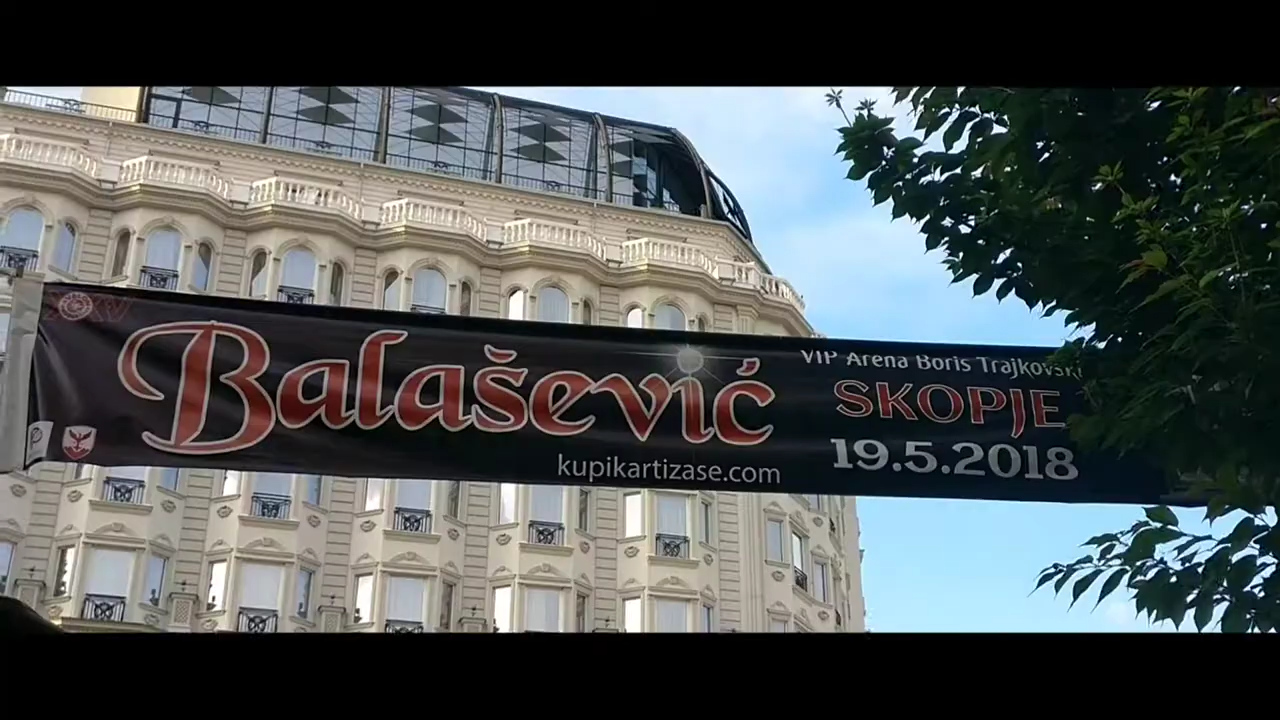 Balašević
VIP Arena Boris Trajkovski
SKOPJE
19.5.2018
kupikartizase.com